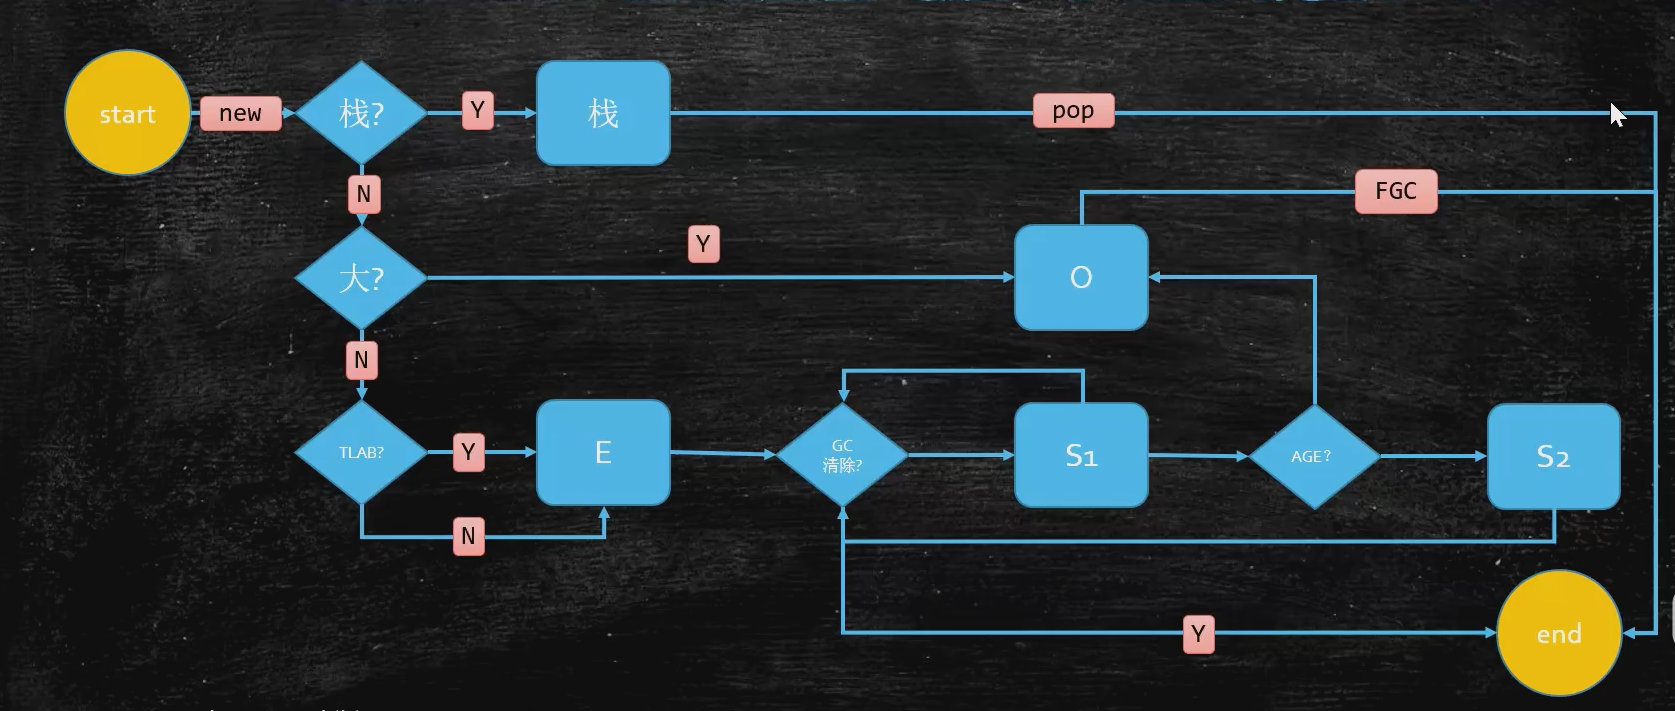 start
new
栈?
Y
栈
pop
N
FGC
大?
Y
O
N
TLAB?
Y
E
GC
清除?
S1
AGE?
S2
N
Y
end